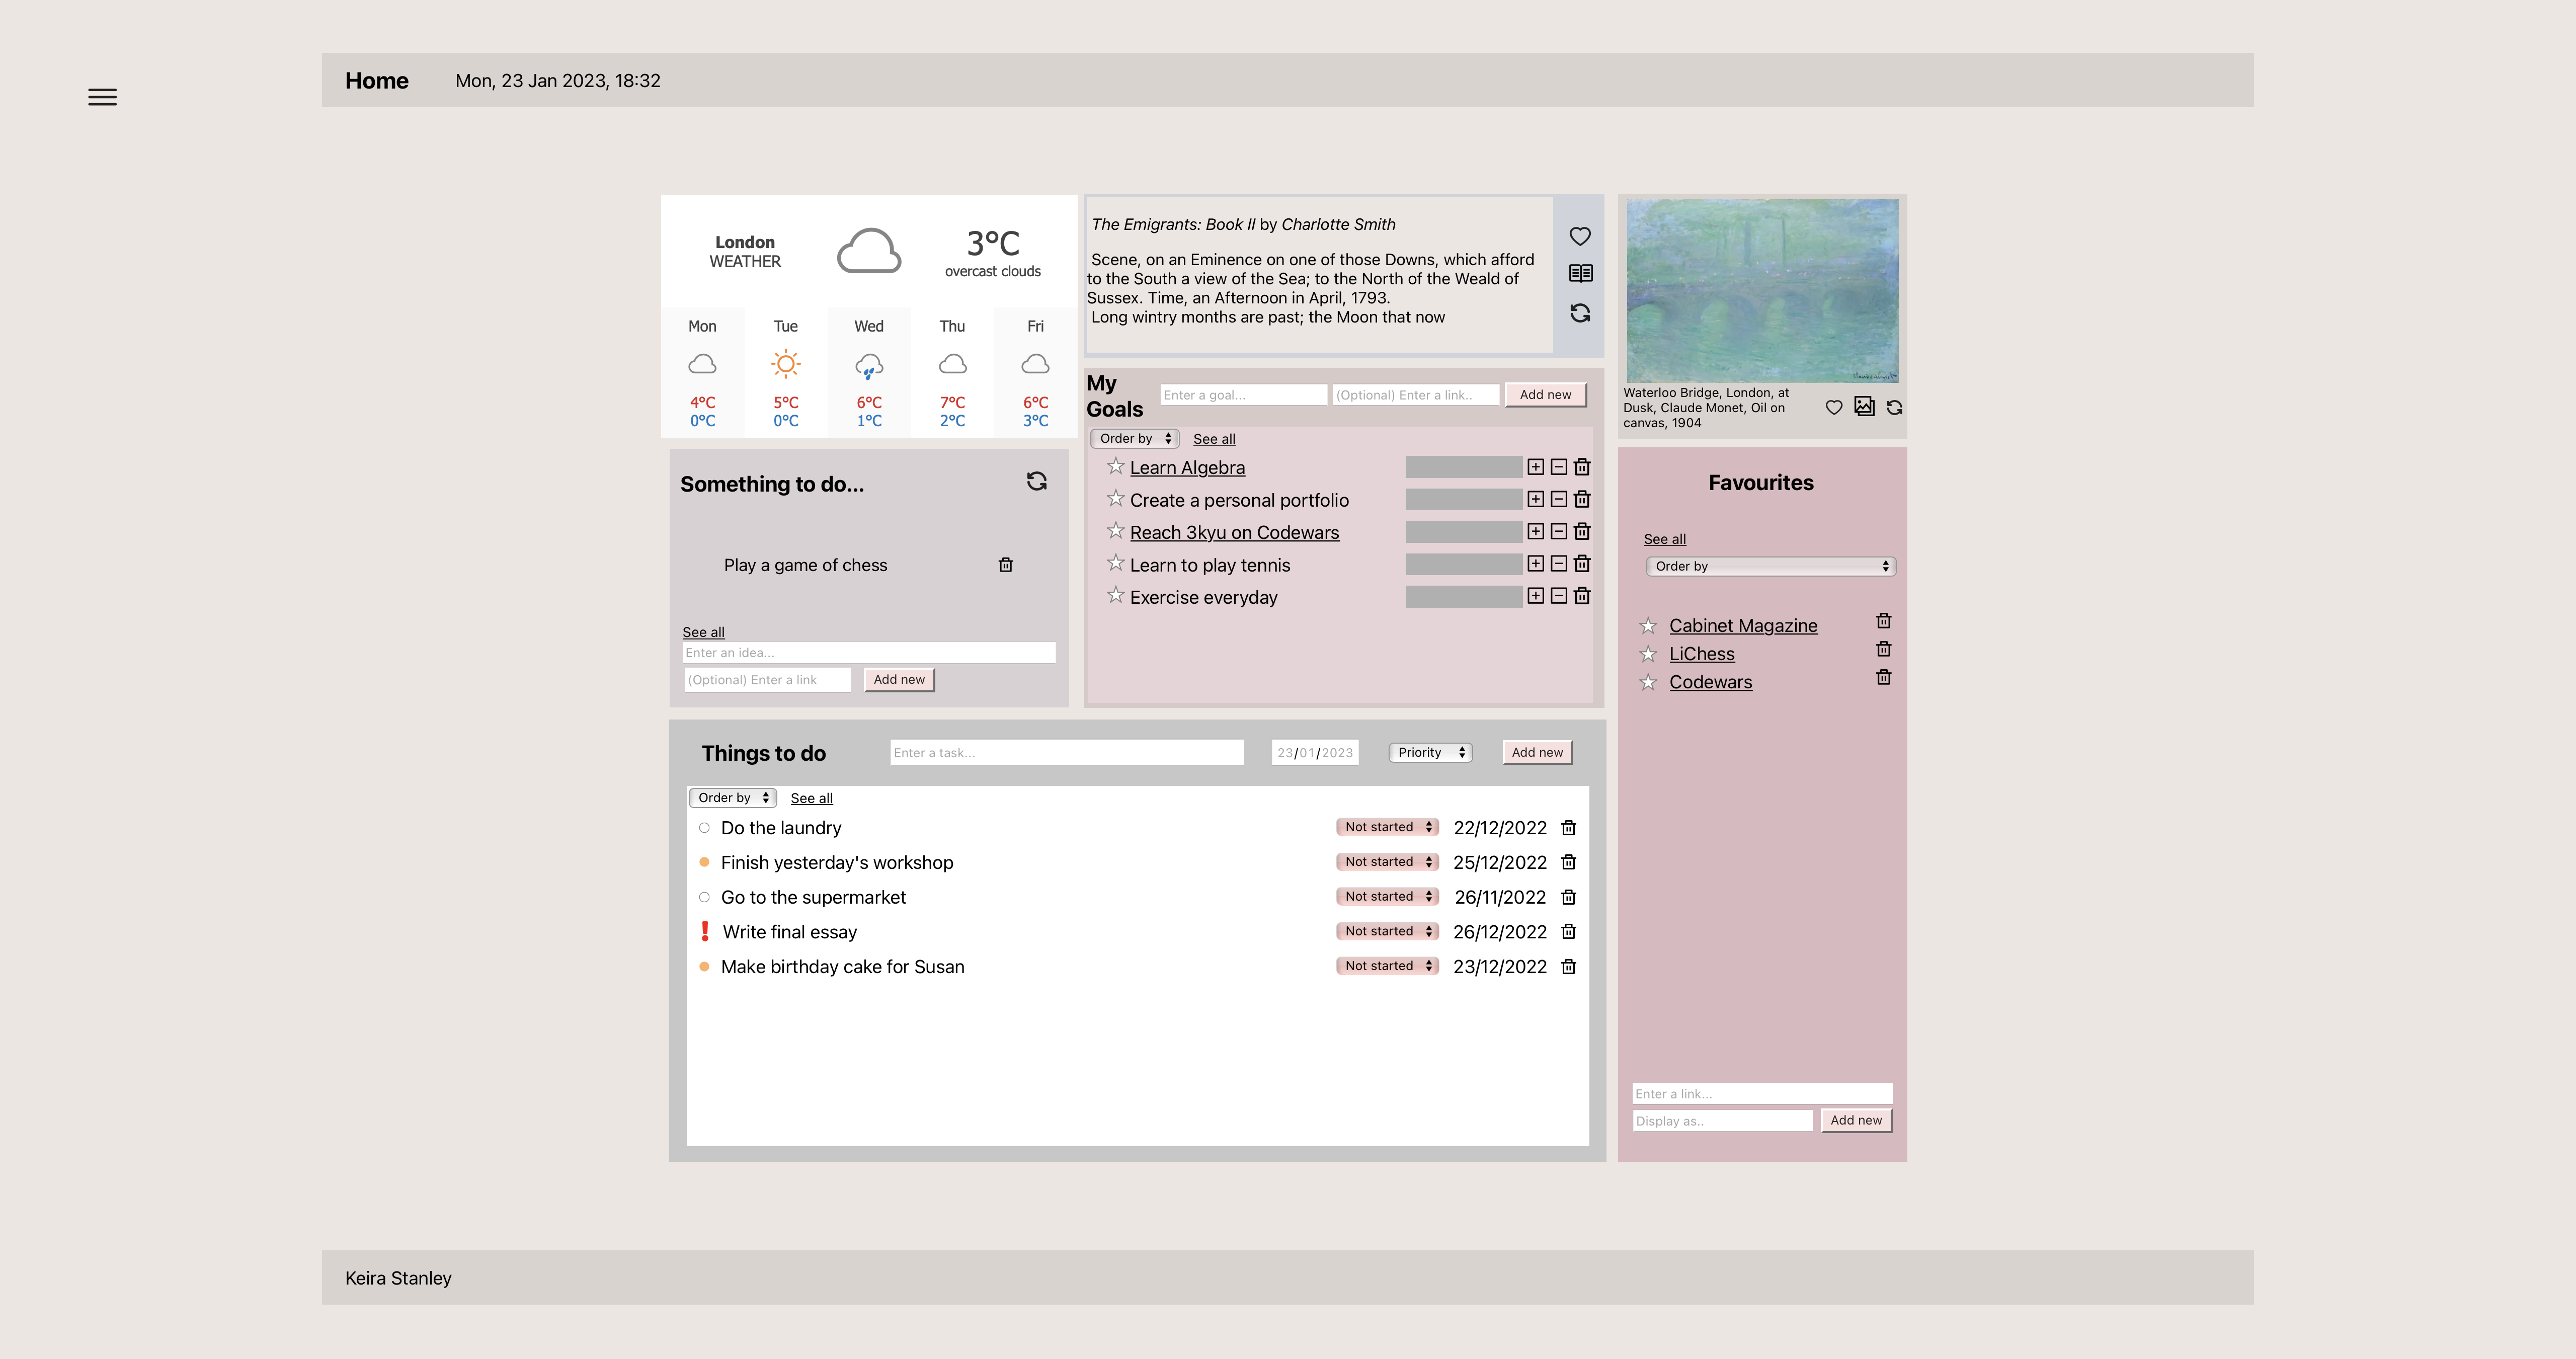 Home
Mon, 23 Jan 2023, 18:32
London
WEATHER
3°C
overcast clouds
Mon Tue Wed Thu Fri
4°C 5°C 6°C 7°C 6°C
0°C 0°C 1°C 2°C 3°C
The Emigrants: Book II by Charlotte Smith
Scene, on an Eminence on one of those Downs, which afford
to the South a view of the Sea; to the North of the Weald of
Sussex. Time, an Afternoon in April, 1793.
Long wintry months are past; the Moon that now
Waterloo Bridge, London, at
Dusk, Claude Monet, Oil on
canvas, 1904
Something to do...
Play a game of chess
See all
Enter an idea...
(Optional) Enter a link
Add new
My
Goals
Enter a goal...
(Optional) Enter a link..
Add new
Order by
See all
Learn Algebra
Create a personal portfolio
Reach 3kyu on Codewars
Learn to play tennis
Exercise everyday
Favourites
See all
Order by
Cabinet Magazine
LiChess
Codewars
Enter a link...
Display as..
Add new
Things to do
Enter a task...
23/01/2023
Priority
Add new
Order by
See all
Do the laundry Not started 22/12/2022
Finish yesterday's workshop Not started 25/12/2022
Go to the supermarket Not started 26/11/2022
Write final essay Not started 26/12/2022
Make birthday cake for Susan Not started 23/12/2022
Keira Stanley